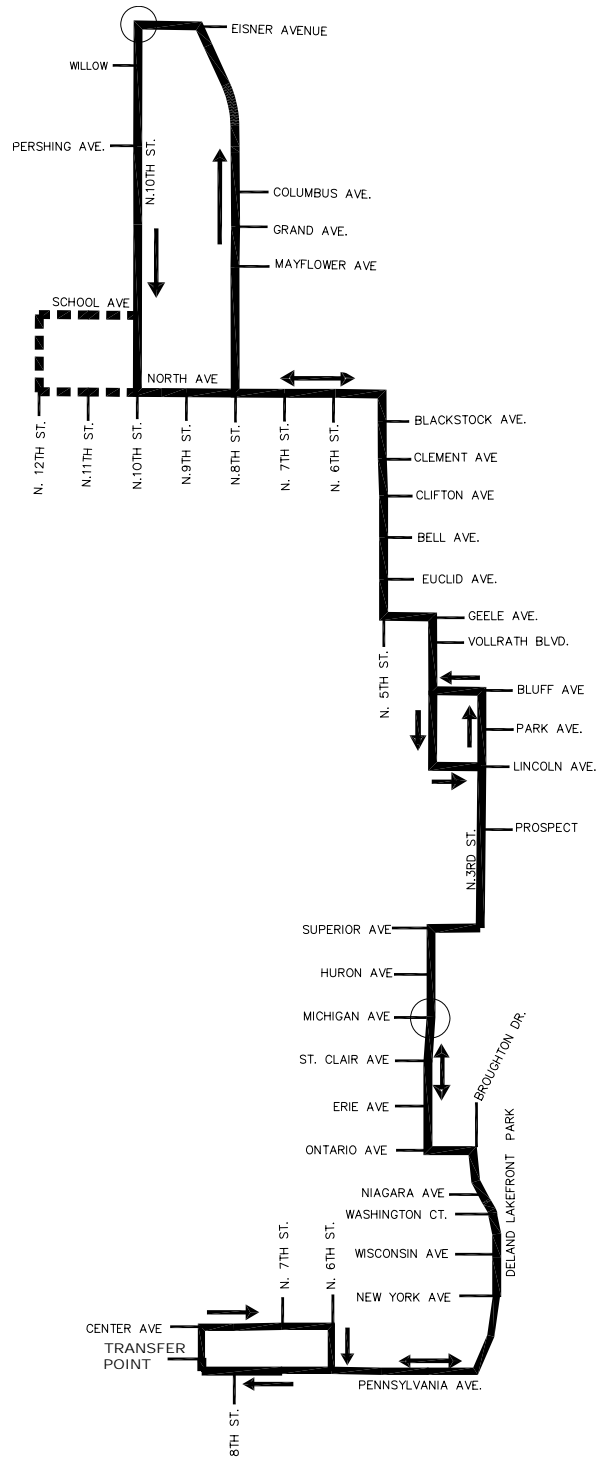 EISNER AVENUE
WILLOW
PERSHING AVE.
N.10TH ST.
COLUMBUS AVE.
GRAND AVE.
MAYFLOWER AVE
SCHOOL AVE
NORTH AVE
N. 12TH ST.
N.11TH ST.
N.10TH ST.
N.9TH ST.
N.8TH ST.
N. 7TH ST.
N. 6TH ST.
BLACKSTOCK AVE.
CLEMENT AVE
CLIFTON AVE
BELL AVE.
EUCLID AVE.
GEELE AVE.
VOLLRATH BLVD.
N. 5TH ST.
BLUFF AVE
PARK AVE.
LINCOLN AVE.
PROSPECT
N.3RD ST.
SUPERIOR AVE
HURON AVE
MICHIGAN AVE
ST. CLAIR AVE
BROUGHTON DR.
ERIE AVE
ONTARIO AVE
DELAND LAKEFRONT PARK
NIAGARA AVE
WASHINGTON CT.
WISCONSIN AVE
N. 7TH ST.
N. 6TH ST.
NEW YORK AVE
CENTER AVE
TRANSFER
POINT
PENNSYLVANIA AVE.
8TH ST.